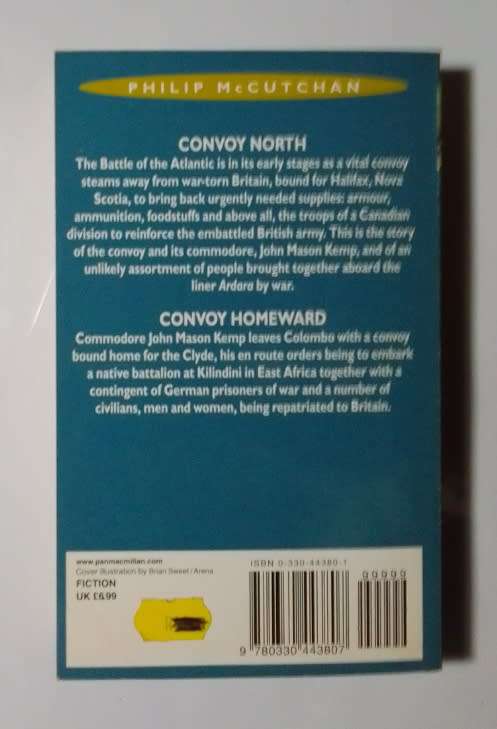 PHILIP McCUTCHAN
CONVOY NORTH
The Battle of the Atlantic is in its early stages as a vital convoy
steams away from war-torn Britain, bound for Halifax, Nova
Scotia, to bring back urgently needed supplies: armour,
ammunition, foodstuffs and above all, the troops of a Canadian
division to reinforce the embattled British army. This is the story
of the convoy and its commodore, John Mason Kemp, and of an
unlikely assortment of people brought together aboard the
liner Ardara by war.
CONVOY HOMEWARD
Commodore John Mason Kemp leaves Colombo with a convoy
bound home for the Clyde, his en route orders being to embark
a native battalion at Kilindini in East Africa together with a
contingent of German prisoners of war and a number of
civilians, men and women, being repatriated to Britain.
www.panmacmillan.com
Cover illustration by Brian Sweet / Arena
FICTION
UK £6.99
ISBN 0-330-44380-1
99999
9 780330 443807